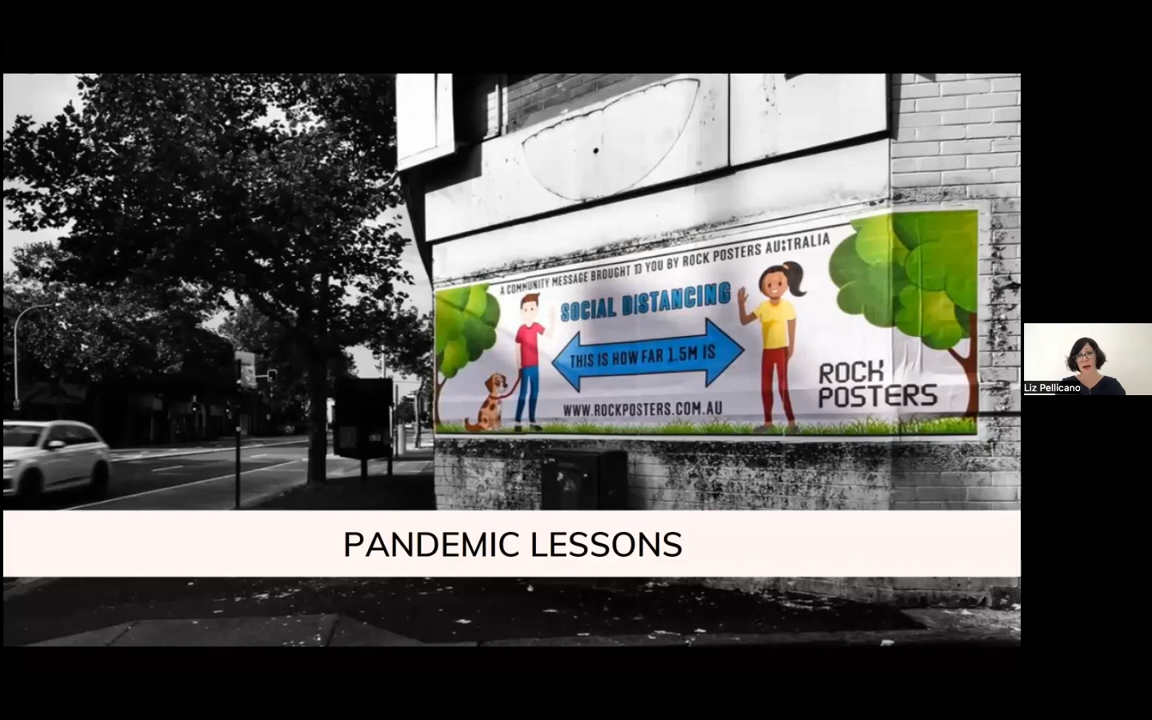 A COMMUNITY MESSAGE BROUGHT TO YOU BY ROCK POSTERS AUSTRALIA
SOCIAL DISTANCING
THIS IS HOW FAR 1.5M IS
WWW.ROCKPOSTERS.COM.AU
ROCK
POSTERS
PANDEMIC LESSONS
Liz Pellicano